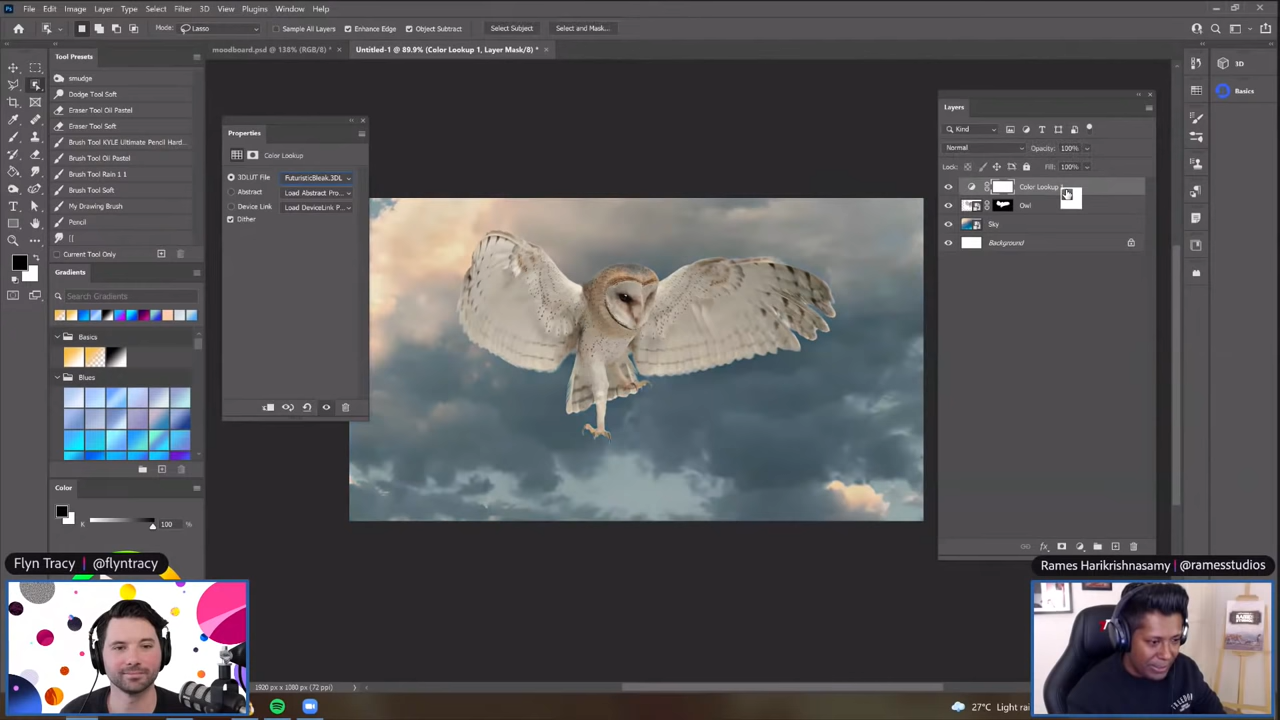 Ps File Edit Image Layer Type Select Filter 3D View Plugins Window Help
Mode: Lasso Sample All Layers Enhance Edge Object Subtract Select Subject Select and Mask...
moodboard.psd @ 138% (RGB/8) * × Untitled-1 @ 89.9% (Color Lookup 1, Layer Mask/8) * ×
Tool Presets
smudge
Dodge Tool Soft
Eraser Tool Oil Pastel
Eraser Tool Soft
Brush Tool KYLE Ultimate Pencil Hard...
Brush Tool Oil Pastel
Brush Tool Rain 1 1
Brush Tool Soft
My Drawing Brush
Pencil
[[
Current Tool Only
Gradients
Search Gradients
Basics
Blues
Color
K 100 %
Properties
Color Lookup
3DLUT File FuturisticBleak.3DL
Abstract Load Abstract Pro...
Device Link Load DeviceLink P...
Dither
Layers
Kind
Normal Opacity: 100%
Lock: Fill: 100%
Color Lookup
Owl
Sky
Background
fx
3D
Basics
Flyn Tracy | @flyntracy
Rames Harikrishnasamy | @ramesstudios
1920 px x 1080 px (72 ppi)
27°C Light rai